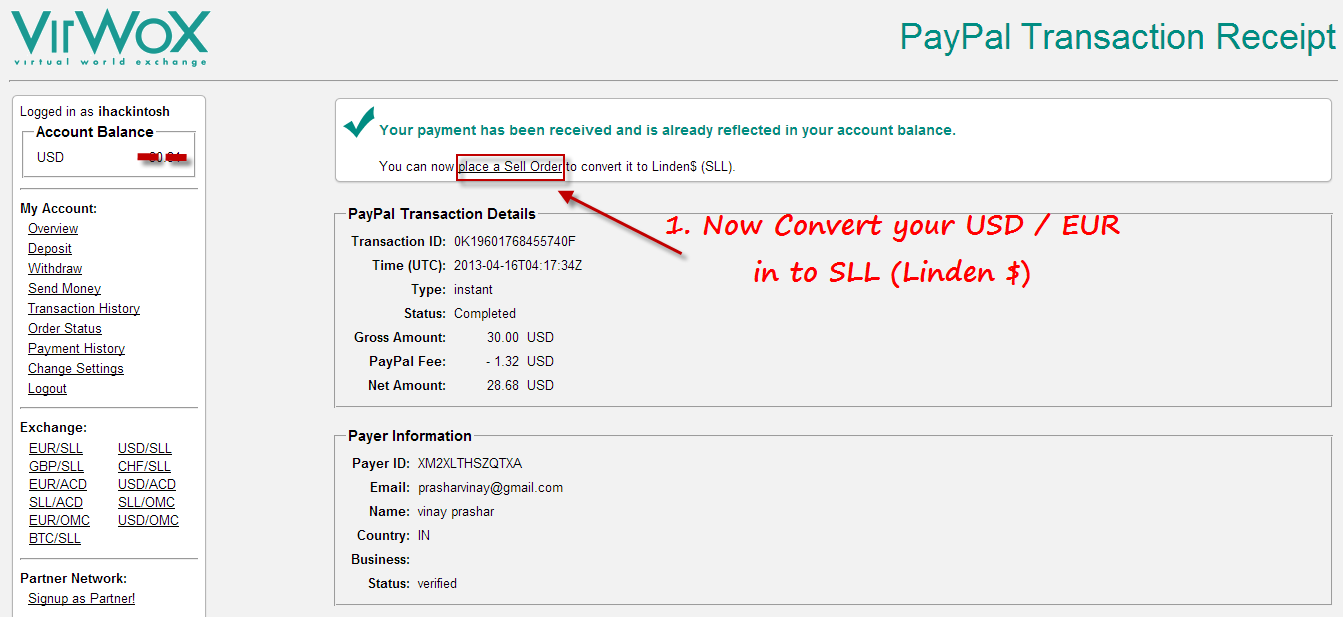 VirWoX
virtual world exchange
PayPal Transaction Receipt
Logged in as ihackintosh
Account Balance
USD
My Account:
Overview
Deposit
Withdraw
Send Money
Transaction History
Order Status
Payment History
Change Settings
Logout
Exchange:
EUR/SLL USD/SLL
GBP/SLL CHF/SLL
EUR/ACD USD/ACD
SLL/ACD SLL/OMC
EUR/OMC USD/OMC
BTC/SLL
Partner Network:
Signup as Partner!
Your payment has been received and is already reflected in your account balance.
You can now place a Sell Order to convert it to Linden$ (SLL).
1. Now Convert your USD / EUR
in to SLL (Linden $)
PayPal Transaction Details
Transaction ID: 0K19601768455740F
Time (UTC): 2013-04-16T04:17:34Z
Type: instant
Status: Completed
Gross Amount: 30.00 USD
PayPal Fee: - 1.32 USD
Net Amount: 28.68 USD
Payer Information
Payer ID: XM2XLTHSZQTXA
Email: prasharvinay@gmail.com
Name: vinay prashar
Country: IN
Business:
Status: verified